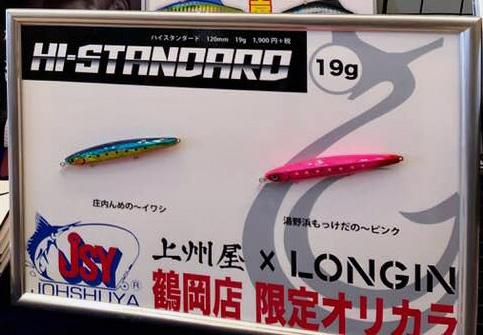 ハイスタンダード 120mm 19g 1,900円+税
HI-STANDARD
19g
庄内んめの～イワシ
湯野浜もっけだの～ピンク
JSY
JOHSHUYA
上州屋 × LONGIN
鶴岡店 限定オリカラ